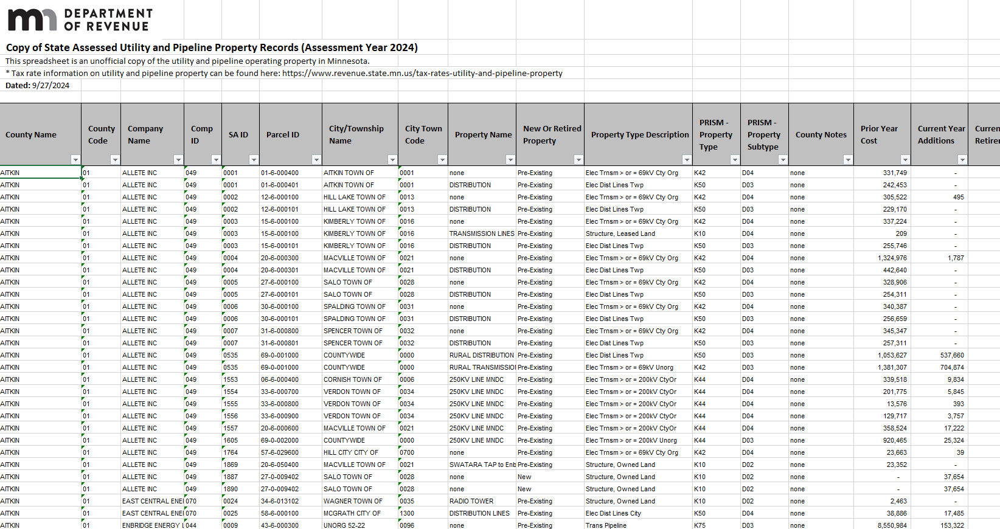 mn DEPARTMENT
OF REVENUE
Copy of State Assessed Utility and Pipeline Property Records (Assessment Year 2024)
This spreadsheet is an unofficial copy of the utility and pipeline operating property in Minnesota.
* Tax rate information on utility and pipeline property can be found here: https://www.revenue.state.mn.us/tax-rates-utility-and-pipeline-property
Dated: 9/27/2024
County Name County Code Company Name Comp ID SA ID Parcel ID City/Township Name City Town Code Property Name New Or Retired Property Property Type Description PRISM - Property Type PRISM - Property Subtype County Notes Prior Year Cost Current Year Additions Curren Retirer
AITKIN 01 ALLETE INC 049 0001 01-6-000400 AITKIN TOWN OF 0001 none Pre-Existing Elec Trnsm > or = 69kV Cty Org K42 D04 none 331,749 -
AITKIN 01 ALLETE INC 049 0001 01-6-000401 AITKIN TOWN OF 0001 DISTRIBUTION Pre-Existing Elec Dist Lines Twp K50 D03 none 242,453 -
AITKIN 01 ALLETE INC 049 0002 12-6-000100 HILL LAKE TOWN OF 0013 none Pre-Existing Elec Trnsm > or = 69kV Cty Org K42 D04 none 305,522 495
AITKIN 01 ALLETE INC 049 0002 12-6-000101 HILL LAKE TOWN OF 0013 DISTRIBUTION Pre-Existing Elec Dist Lines Twp K50 D03 none 229,170 -
AITKIN 01 ALLETE INC 049 0003 15-6-000100 KIMBERLY TOWN OF 0016 none Pre-Existing Elec Trnsm > or = 69kV Cty Org K42 D04 none 337,224 -
AITKIN 01 ALLETE INC 049 0003 15-6-000100 KIMBERLY TOWN OF 0016 TRANSMISSION LINES Pre-Existing Structure, Leased Land K10 D04 none 209 -
AITKIN 01 ALLETE INC 049 0003 15-6-000101 KIMBERLY TOWN OF 0016 DISTRIBUTION Pre-Existing Elec Dist Lines Twp K50 D03 none 255,746 -
AITKIN 01 ALLETE INC 049 0004 20-6-000300 MACVILLE TOWN OF 0021 none Pre-Existing Elec Trnsm > or = 69kV Cty Org K42 D04 none 1,324,976 1,787
AITKIN 01 ALLETE INC 049 0004 20-6-000301 MACVILLE TOWN OF 0021 DISTRIBUTION Pre-Existing Elec Dist Lines Twp K50 D03 none 442,640 -
AITKIN 01 ALLETE INC 049 0005 27-6-000100 SALO TOWN OF 0028 none Pre-Existing Elec Trnsm > or = 69kV Cty Org K42 D04 none 328,906 -
AITKIN 01 ALLETE INC 049 0005 27-6-000101 SALO TOWN OF 0028 DISTRIBUTION Pre-Existing Elec Dist Lines Twp K50 D03 none 254,311 -
AITKIN 01 ALLETE INC 049 0006 30-6-000100 SPALDING TOWN OF 0031 none Pre-Existing Elec Trnsm > or = 69kV Cty Org K42 D04 none 340,387 -
AITKIN 01 ALLETE INC 049 0006 30-6-000101 SPALDING TOWN OF 0031 DISTRIBUTION Pre-Existing Elec Dist Lines Twp K50 D03 none 256,659 -
AITKIN 01 ALLETE INC 049 0007 31-6-000800 SPENCER TOWN OF 0032 none Pre-Existing Elec Trnsm > or = 69kV Cty Org K42 D04 none 345,347 -
AITKIN 01 ALLETE INC 049 0007 31-6-000801 SPENCER TOWN OF 0032 DISTRIBUTION Pre-Existing Elec Dist Lines Twp K50 D03 none 257,311 -
AITKIN 01 ALLETE INC 049 0535 69-0-001000 COUNTYWIDE 0000 RURAL DISTRIBUTION Pre-Existing Elec Dist Lines Twp K50 D03 none 1,053,627 537,660
AITKIN 01 ALLETE INC 049 0535 69-0-001000 COUNTYWIDE 0000 RURAL TRANSMISSIO Pre-Existing Elec Trnsm > or = 69kV Unorg K42 D03 none 1,381,307 704,874
AITKIN 01 ALLETE INC 049 1553 06-6-000400 CORNISH TOWN OF 0006 250KV LINE MNDC Pre-Existing Elec Trnsm > or = 200kV CtyOr K44 D04 none 339,518 9,834
AITKIN 01 ALLETE INC 049 1554 33-6-000700 VERDON TOWN OF 0034 250KV LINE MNDC Pre-Existing Elec Trnsm > or = 200kV CtyOr K44 D04 none 201,775 5,845
AITKIN 01 ALLETE INC 049 1555 33-6-000800 VERDON TOWN OF 0034 250KV LINE MNDC Pre-Existing Elec Trnsm > or = 200kV CtyOr K44 D04 none 13,576 393
AITKIN 01 ALLETE INC 049 1556 33-6-000900 VERDON TOWN OF 0034 250KV LINE MNDC Pre-Existing Elec Trnsm > or = 200kV CtyOr K44 D04 none 129,717 3,757
AITKIN 01 ALLETE INC 049 1557 20-6-000600 MACVILLE TOWN OF 0021 250KV LINE MNDC Pre-Existing Elec Trnsm > or = 200kV CtyOr K44 D04 none 358,524 17,222
AITKIN 01 ALLETE INC 049 1605 69-0-002000 COUNTYWIDE 0000 250KV LINE MNDC Pre-Existing Elec Trnsm > or = 200kV Unorg K44 D03 none 920,465 25,324
AITKIN 01 ALLETE INC 049 1764 57-6-029600 HILL CITY CITY OF 0700 none Pre-Existing Elec Trnsm > or = 69kV Cty Org K42 D04 none 23,663 39
AITKIN 01 ALLETE INC 049 1869 20-6-050400 MACVILLE TOWN OF 0021 SWATARA TAP to Enb Pre-Existing Structure, Owned Land K10 D02 none 23,352 -
AITKIN 01 ALLETE INC 049 1887 27-0-009402 SALO TOWN OF 0028 none New Structure, Owned Land K10 D02 none - 37,654
AITKIN 01 ALLETE INC 049 1890 27-0-009402 SALO TOWN OF 0028 none New Structure, Owned Land K10 D02 none - 37,654
AITKIN 01 EAST CENTRAL ENE 070 0024 34-6-013102 WAGNER TOWN OF 0035 RADIO TOWER Pre-Existing Structure, Owned Land K10 D02 none 2,463 -
AITKIN 01 EAST CENTRAL ENE 070 0025 58-6-000100 MCGRATH CITY OF 1300 DISTRIBUTION LINES Pre-Existing Elec Dist Lines City K50 D04 none 38,886 17,485
AITKIN 01 ENBRIDGE ENERGY L 044 0009 43-6-000300 UNORG 52-22 0096 none Pre-Existing Trans Pipeline K75 D03 none 8,550,984 153,322